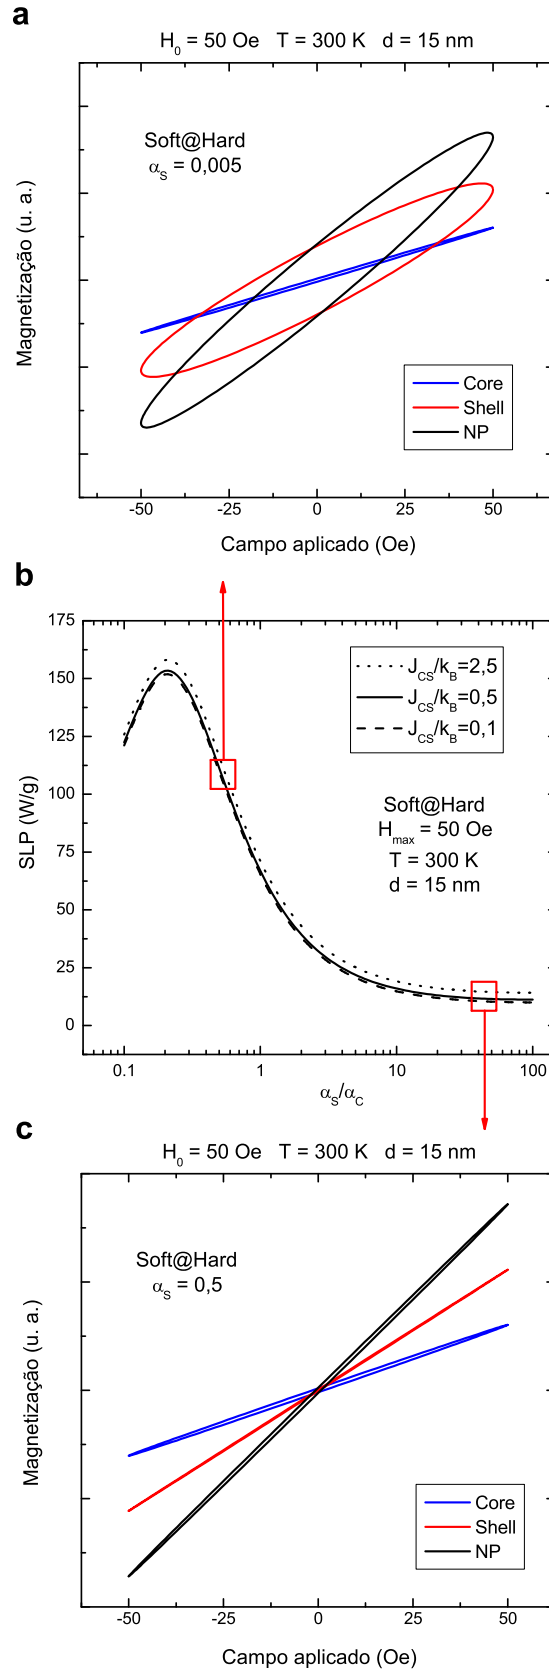 a
H0 = 50 Oe T = 300 K d = 15 nm
Soft@Hard
αS = 0,005
Magnetização (u. a.)
Core
Shell
NP
-50 -25 0 25 50
Campo aplicado (Oe)
b
175
150
125
100
75
50
25
0
SLP (W/g)
JCS/kB=2,5
JCS/kB=0,5
JCS/kB=0,1
Soft@Hard
Hmax = 50 Oe
T = 300 K
d = 15 nm
0.1 1 10 100
αS/αC
c
H0 = 50 Oe T = 300 K d = 15 nm
Soft@Hard
αS = 0,5
Magnetização (u. a.)
Core
Shell
NP
-50 -25 0 25 50
Campo aplicado (Oe)